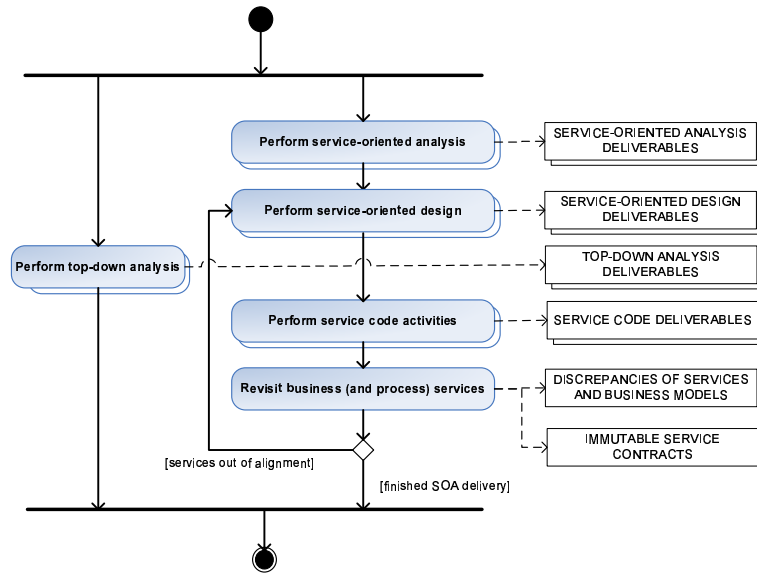 Perform service-oriented analysis
SERVICE-ORIENTED ANALYSIS
DELIVERABLES
Perform service-oriented design
SERVICE-ORIENTED DESIGN
DELIVERABLES
Perform top-down analysis
TOP-DOWN ANALYSIS
DELIVERABLES
Perform service code activities
SERVICE CODE DELIVERABLES
Revisit business (and process) services
DISCREPANCIES OF SERVICES
AND BUSINESS MODELS
IMMUTABLE SERVICE
CONTRACTS
[services out of alignment]
[finished SOA delivery]